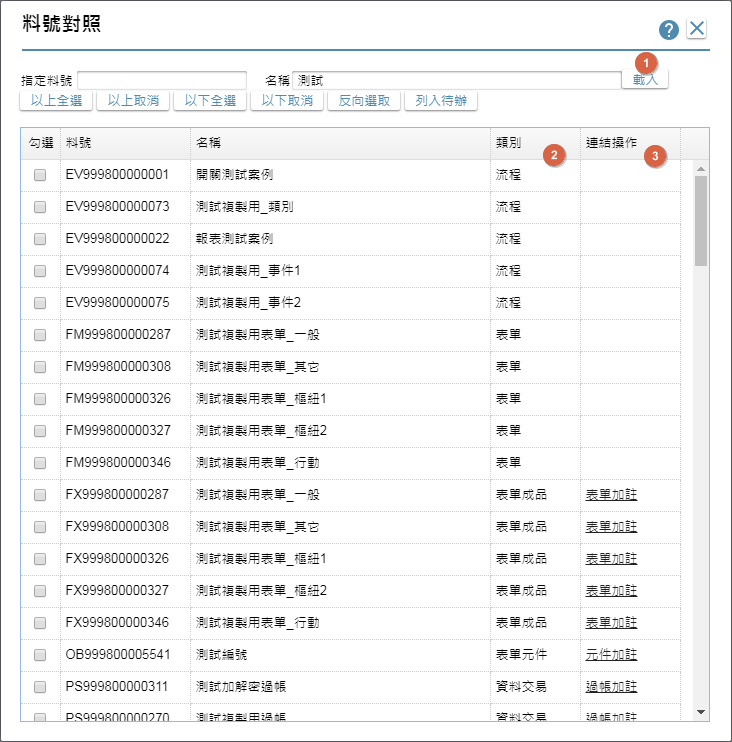 料號對照
?
1
指定料號 名稱 測試 載入
以上全選 以上取消 以下全選 以下取消 反向選取 列入待辦
勾選 料號 名稱 類別 2 連結操作 3
EV999800000001 開關測試案例 流程
EV999800000073 測試複製用_類別 流程
EV999800000022 報表測試案例 流程
EV999800000074 測試複製用_事件1 流程
EV999800000075 測試複製用_事件2 流程
FM999800000287 測試複製用表單_一般 表單
FM999800000308 測試複製用表單_其它 表單
FM999800000326 測試複製用表單_樞紐1 表單
FM999800000327 測試複製用表單_樞紐2 表單
FM999800000346 測試複製用表單_行動 表單
FX999800000287 測試複製用表單_一般 表單成品 表單加註
FX999800000308 測試複製用表單_其它 表單成品 表單加註
FX999800000326 測試複製用表單_樞紐1 表單成品 表單加註
FX999800000327 測試複製用表單_樞紐2 表單成品 表單加註
FX999800000346 測試複製用表單_行動 表單成品 表單加註
OB999800005541 測試編號 表單元件 元件加註
PS999800000311 測試加解密過帳 資料交易 過帳加註
PS999800000270 測試複製用過帳 資料交易 過帳加註